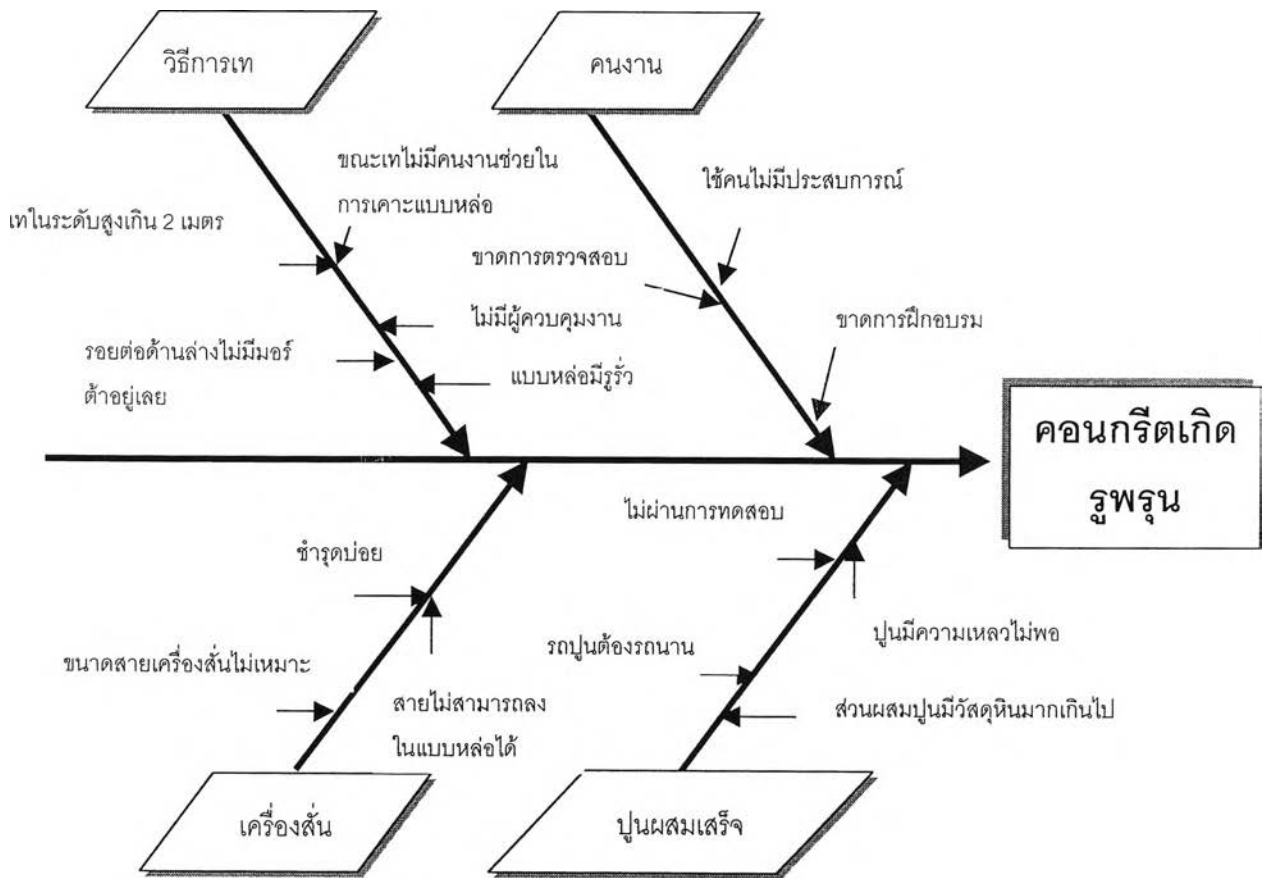 วิธีการเท
คนงาน
ขณะเทไม่มีคนงานช่วยใน
การเคาะแบบหล่อ
ใช้คนไม่มีประสบการณ์
เทในระดับสูงเกิน 2 เมตร
ขาดการตรวจสอบ
ไม่มีผู้ควบคุมงาน
ขาดการฝึกอบรม
รอยต่อด้านล่างไม่มีมอร์
ต้าอยู่เลย
แบบหล่อมีรูรั่ว
คอนกรีตเกิด
รูพรุน
ไม่ผ่านการทดสอบ
ชำรุดบ่อย
ปูนมีความเหลวไม่พอ
ขนาดสายเครื่องสั่นไม่เหมาะ
รถปูนต้องรถนาน
สายไม่สามารถลง
ในแบบหล่อได้
ส่วนผสมปูนมีวัสดุหินมากเกินไป
เครื่องสั่น
ปูนผสมเสร็จ